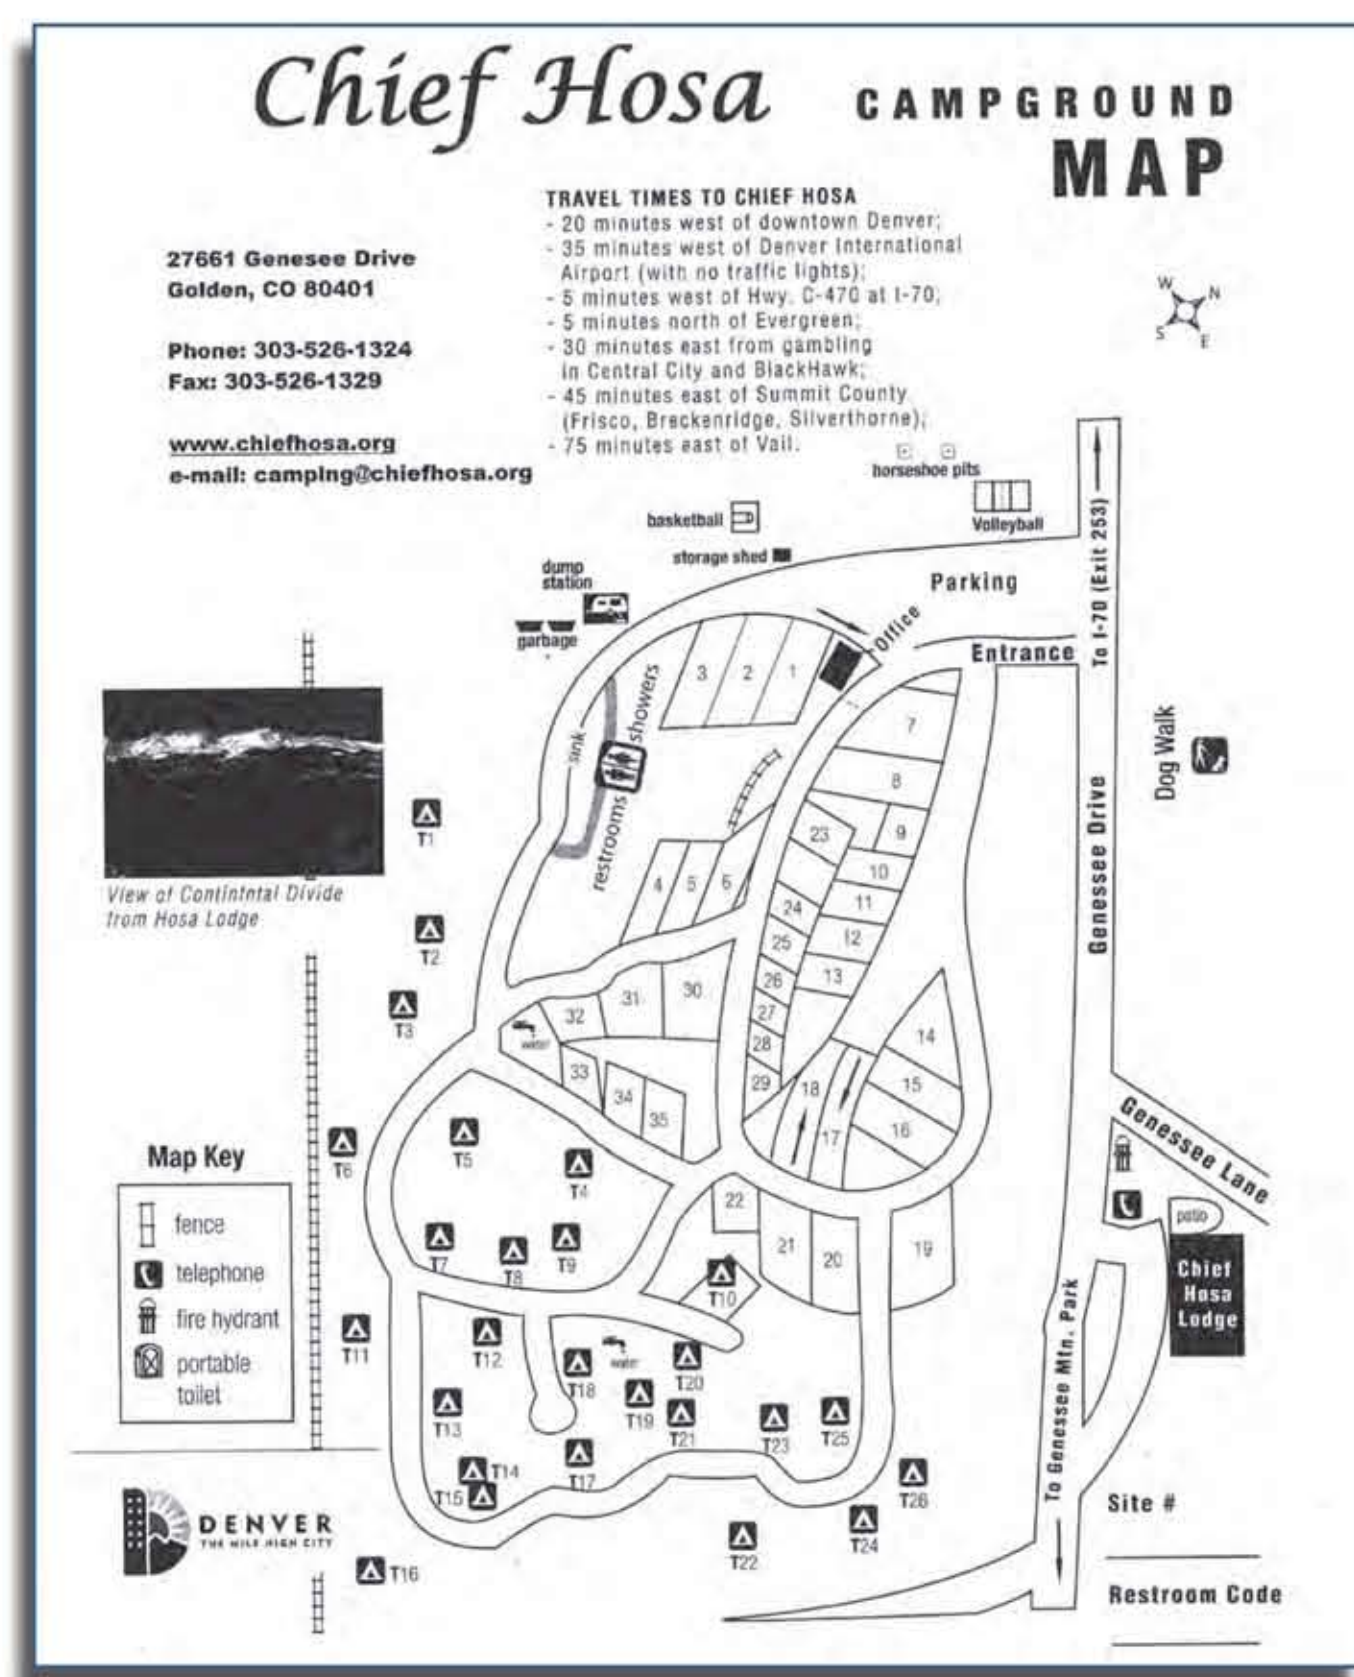 Chief Hosa
CAMPGROUND
MAP
TRAVEL TIMES TO CHIEF HOSA
- 20 minutes west of downtown Denver;
- 35 minutes west of Denver International
Airport (with no traffic lights);
- 5 minutes west of Hwy. C-470 at I-70;
- 5 minutes north of Evergreen;
- 30 minutes east from gambling
in Central City and BlackHawk;
- 45 minutes east of Summit County
(Frisco, Breckenridge, Silverthorne);
- 75 minutes east of Vail.
27661 Genesee Drive
Golden, CO 80401
Phone: 303-526-1324
Fax: 303-526-1329
www.chiefhosa.org
e-mail: camping@chiefhosa.org
W
N
S
E
horseshoe pits
Volleyball
basketball
storage shed
dump
station
garbage
Parking
Office
Entrance
To I-70 (Exit 253)
Dog Walk
Genessee Drive
sink
restrooms
showers
3
2
1
7
8
9
23
10
11
12
13
24
25
26
27
28
29
4
5
6
30
31
32
water
33
34
35
14
15
16
18
17
22
21
20
19
View of Contintntal Divide
from Hosa Lodge
T1
T2
T3
T6
T5
T4
T7
T8
T9
T10
T11
T12
T18
water
T20
T13
T19
T21
T23
T25
T14
T15
T17
T26
T22
T24
T16
Genessee Lane
patio
Chief
Hosa
Lodge
To Genessee Mtn. Park
Map Key
fence
telephone
fire hydrant
portable
toilet
DENVER
THE MILE HIGH CITY
Site #
Restroom Code